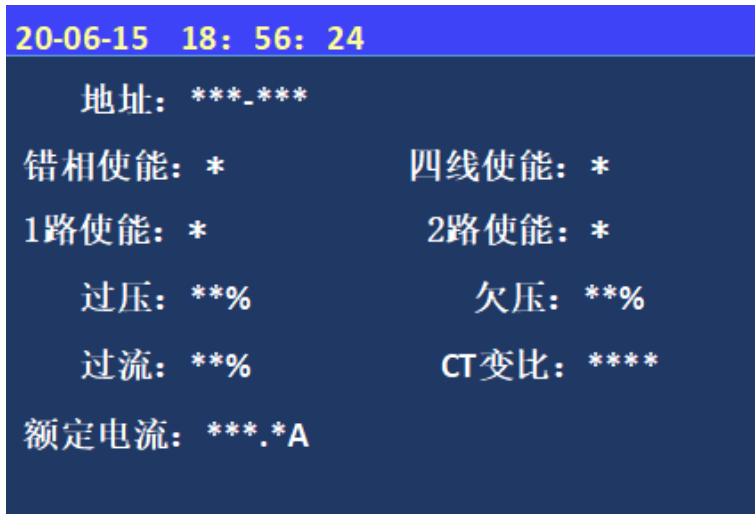 20-06-15 18：56：24
地址：***-***
错相使能：* 四线使能：*
1路使能：* 2路使能：*
过压：**% 欠压：**%
过流：**% CT变比：****
额定电流：***.*A